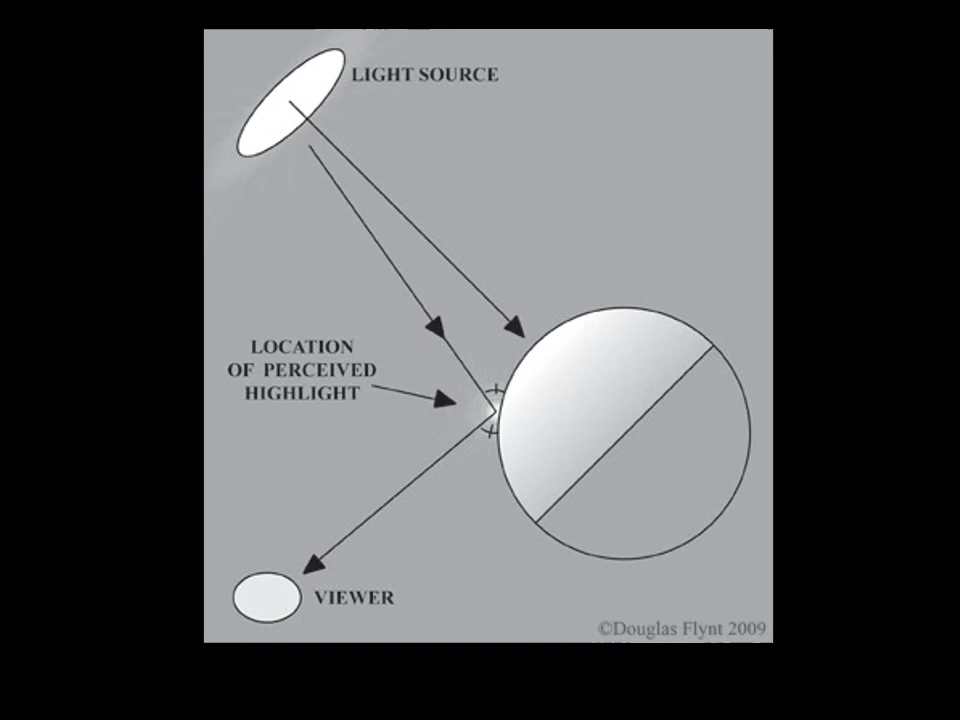 LIGHT SOURCE
LOCATION
OF PERCEIVED
HIGHLIGHT
VIEWER
©Douglas Flynt 2009